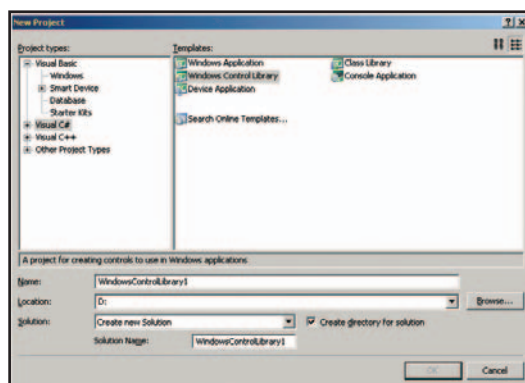 New Project
Project types:
Templates:
Visual Basic
Windows
Smart Device
Database
Starter Kits
Visual C#
Visual C++
Other Project Types
Windows Application
Windows Control Library
Device Application
Search Online Templates...
Class Library
Console Application
A project for creating controls to use in Windows applications
Name:
WindowsControlLibrary1
Location:
D:
Browse...
Solution:
Create new Solution
Create directory for solution
Solution Name:
WindowsControlLibrary1
OK
Cancel